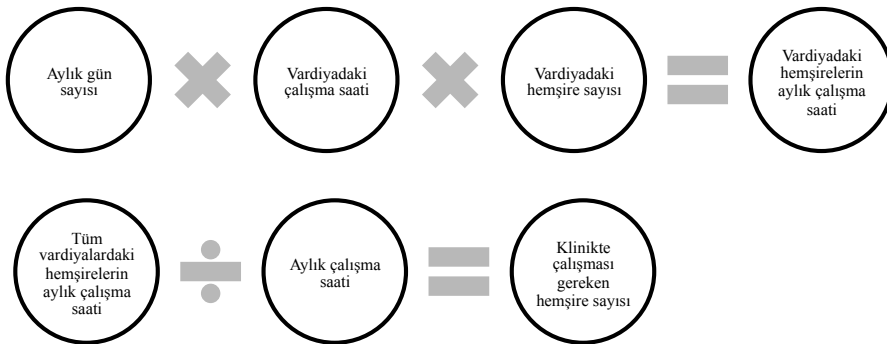 Aylık gün
sayısı
Vardiyadaki
çalışma saati
Vardiyadaki
hemşire sayısı
Vardiyadaki
hemşirelerin
aylık çalışma
saati
Tüm
vardiyalardaki
hemşirelerin
aylık çalışma
saati
Aylık çalışma
saati
Klinikte
çalışması
gereken
hemşire sayısı